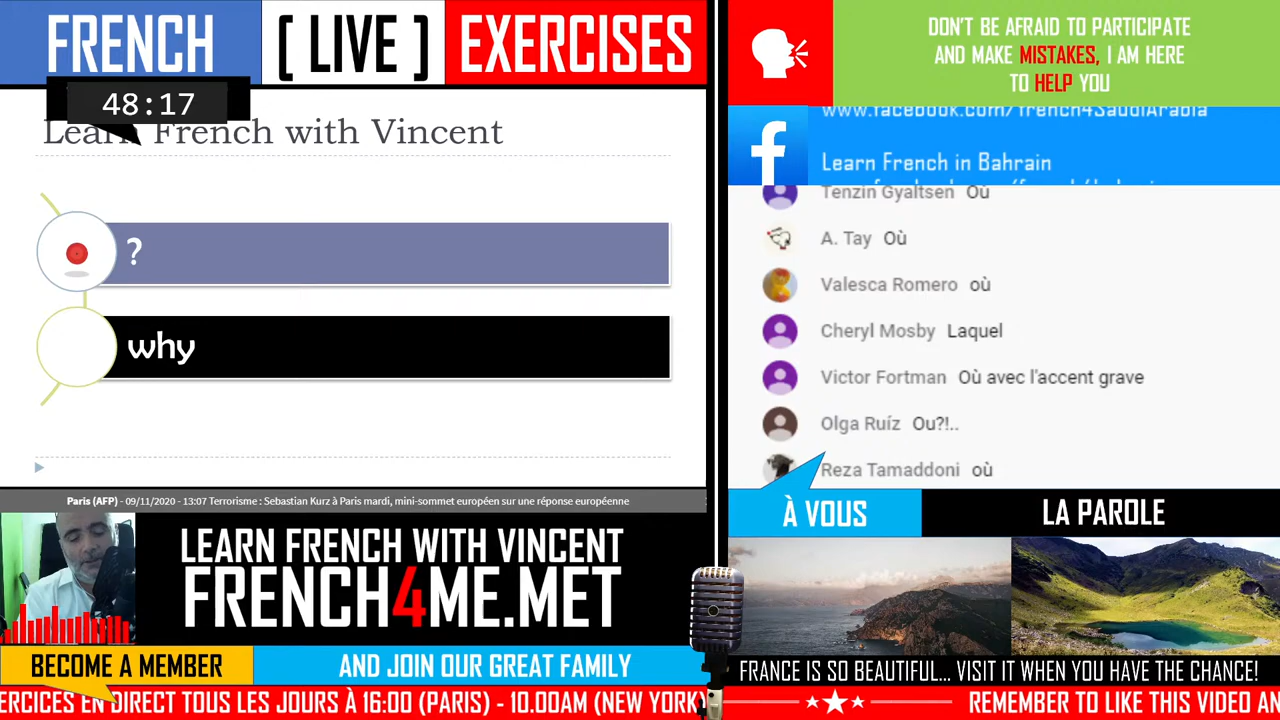 FRENCH
[ LIVE ]
EXERCISES
48:17
Learn French with Vincent
?
why
Paris (AFP) - 09/11/2020 - 13:07 Terrorisme : Sebastian Kurz à Paris mardi, mini-sommet européen sur une réponse européenne
LEARN FRENCH WITH VINCENT
FRENCH4ME.MET
BECOME A MEMBER
AND JOIN OUR GREAT FAMILY
ERCICES EN DIRECT TOUS LES JOURS À 16:00 (PARIS) - 10.00AM (NEW YORK)
DON'T BE AFRAID TO PARTICIPATE
AND MAKE MISTAKES, I AM HERE
TO HELP YOU
www.facebook.com/french4SaudiArabia
Learn French in Bahrain
Tenzin Gyaltsen Où
A. Tay Où
Valesca Romero où
Cheryl Mosby Laquel
Victor Fortman Où avec l'accent grave
Olga Ruíz Ou?!..
Reza Tamaddoni où
À VOUS
LA PAROLE
FRANCE IS SO BEAUTIFUL... VISIT IT WHEN YOU HAVE THE CHANCE!
REMEMBER TO LIKE THIS VIDEO AN